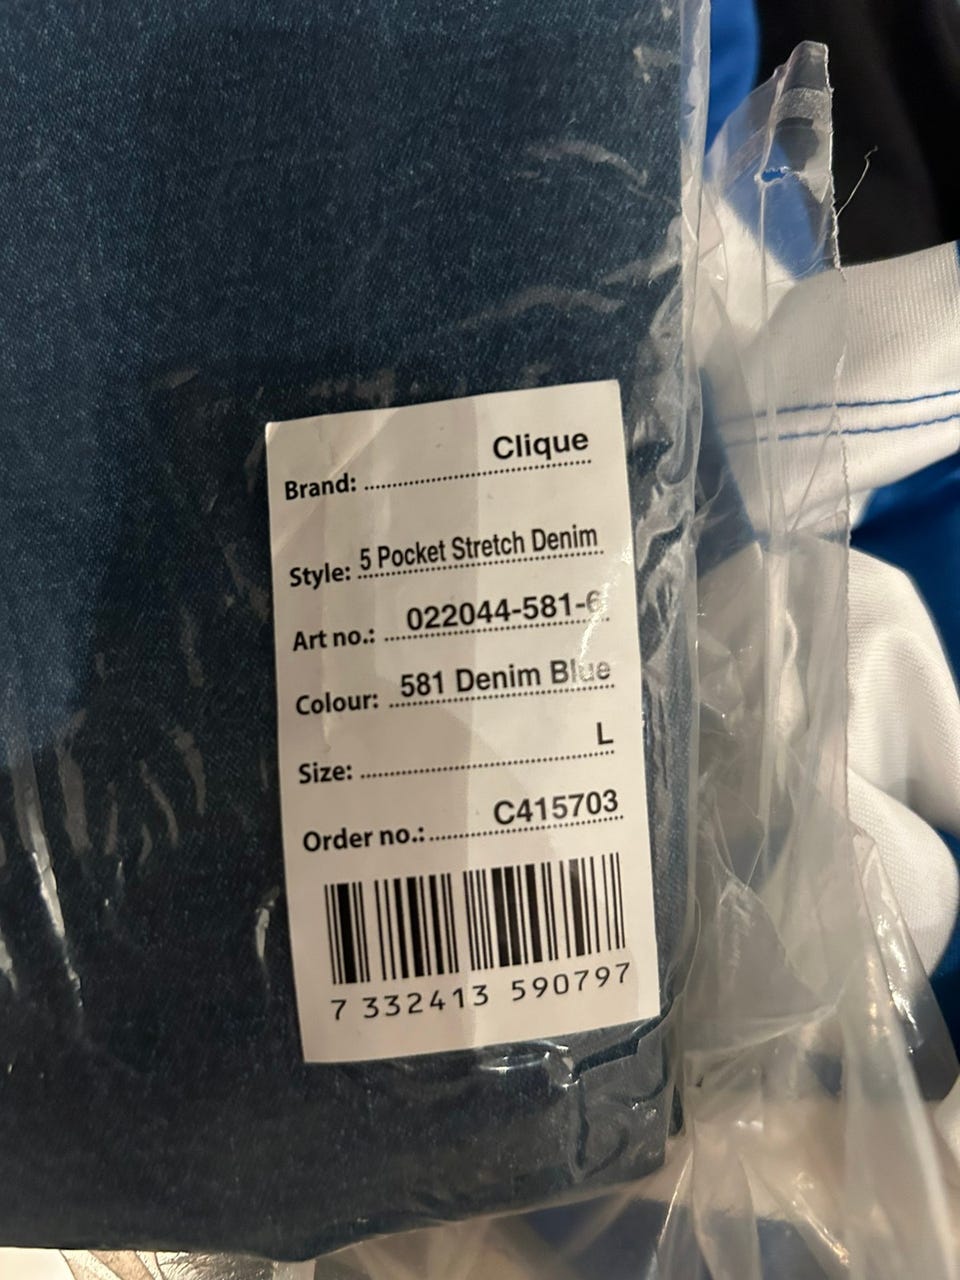 Brand: Clique
Style: 5 Pocket Stretch Denim
Art no.: 022044-581-6
Colour: 581 Denim Blue
Size: L
Order no.: C415703
7 332413 590797